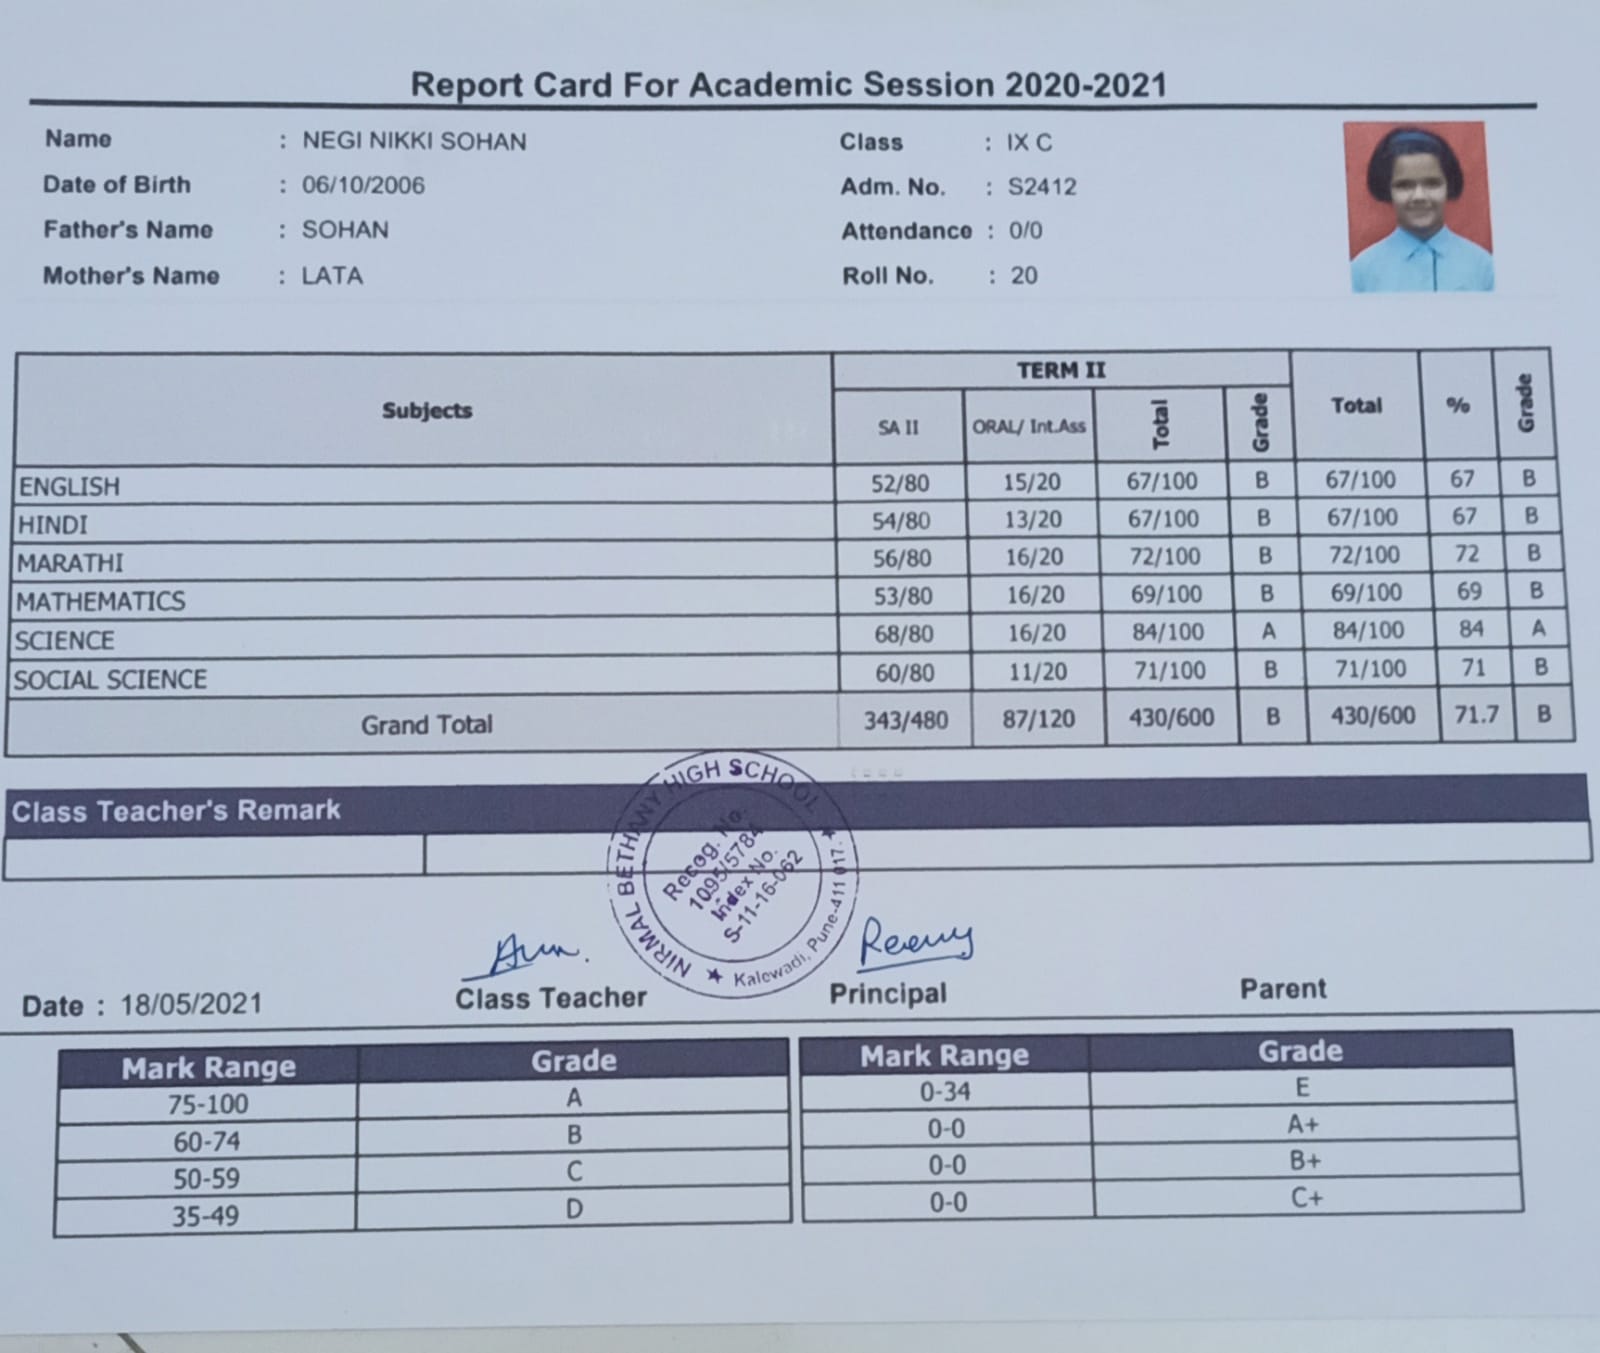 Report Card For Academic Session 2020-2021
Name : NEGI NIKKI SOHAN Class : IX C
Date of Birth : 06/10/2006 Adm. No. : S2412
Father's Name : SOHAN Attendance : 0/0
Mother's Name : LATA Roll No. : 20
Subjects TERM II Total % Grade
SA II ORAL/ Int.Ass Total Grade
ENGLISH 52/80 15/20 67/100 B 67/100 67 B
HINDI 54/80 13/20 67/100 B 67/100 67 B
MARATHI 56/80 16/20 72/100 B 72/100 72 B
MATHEMATICS 53/80 16/20 69/100 B 69/100 69 B
SCIENCE 68/80 16/20 84/100 A 84/100 84 A
SOCIAL SCIENCE 60/80 11/20 71/100 B 71/100 71 B
Grand Total 343/480 87/120 430/600 B 430/600 71.7 B
Class Teacher's Remark
NIRMAL BETHANY HIGH SCHOOL
Recog. No.
1095/5784
Index No.
S-11-16-062
Kalewadi, Pune-411 017.
Date : 18/05/2021 Class Teacher Principal Parent
Mark Range Grade Mark Range Grade
75-100 A 0-34 E
60-74 B 0-0 A+
50-59 C 0-0 B+
35-49 D 0-0 C+